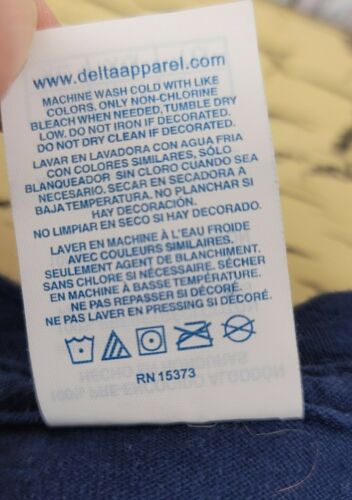 www.deltaapparel.com
MACHINE WASH COLD WITH LIKE
COLORS. ONLY NON-CHLORINE
BLEACH WHEN NEEDED, TUMBLE DRY
LOW. DO NOT IRON IF DECORATED.
DO NOT DRY CLEAN IF DECORATED.
LAVAR EN LAVADORA CON AGUA FRIA
CON COLORES SIMILARES, SÓLO
BLANQUEADOR SIN CLORO CUANDO SEA
NECESARIO. SECAR EN SECADORA A
BAJA TEMPERATURA. NO PLANCHAR SI
HAY DECORACIÓN.
NO LIMPIAR EN SECO SI HAY DECORADO.
LAVER EN MACHINE À L'EAU FROIDE
AVEC COULEURS SIMILAIRES.
SEULEMENT AGENT DE BLANCHIMENT
SANS CHLORE SI NÉCESSAIRE. SÉCHER
EN MACHINE À BASSE TEMPÉRATURE.
NE PAS REPASSER SI DÉCORÉ.
NE PAS LAVER EN PRESSING SI DÉCORÉ.
RN 15373